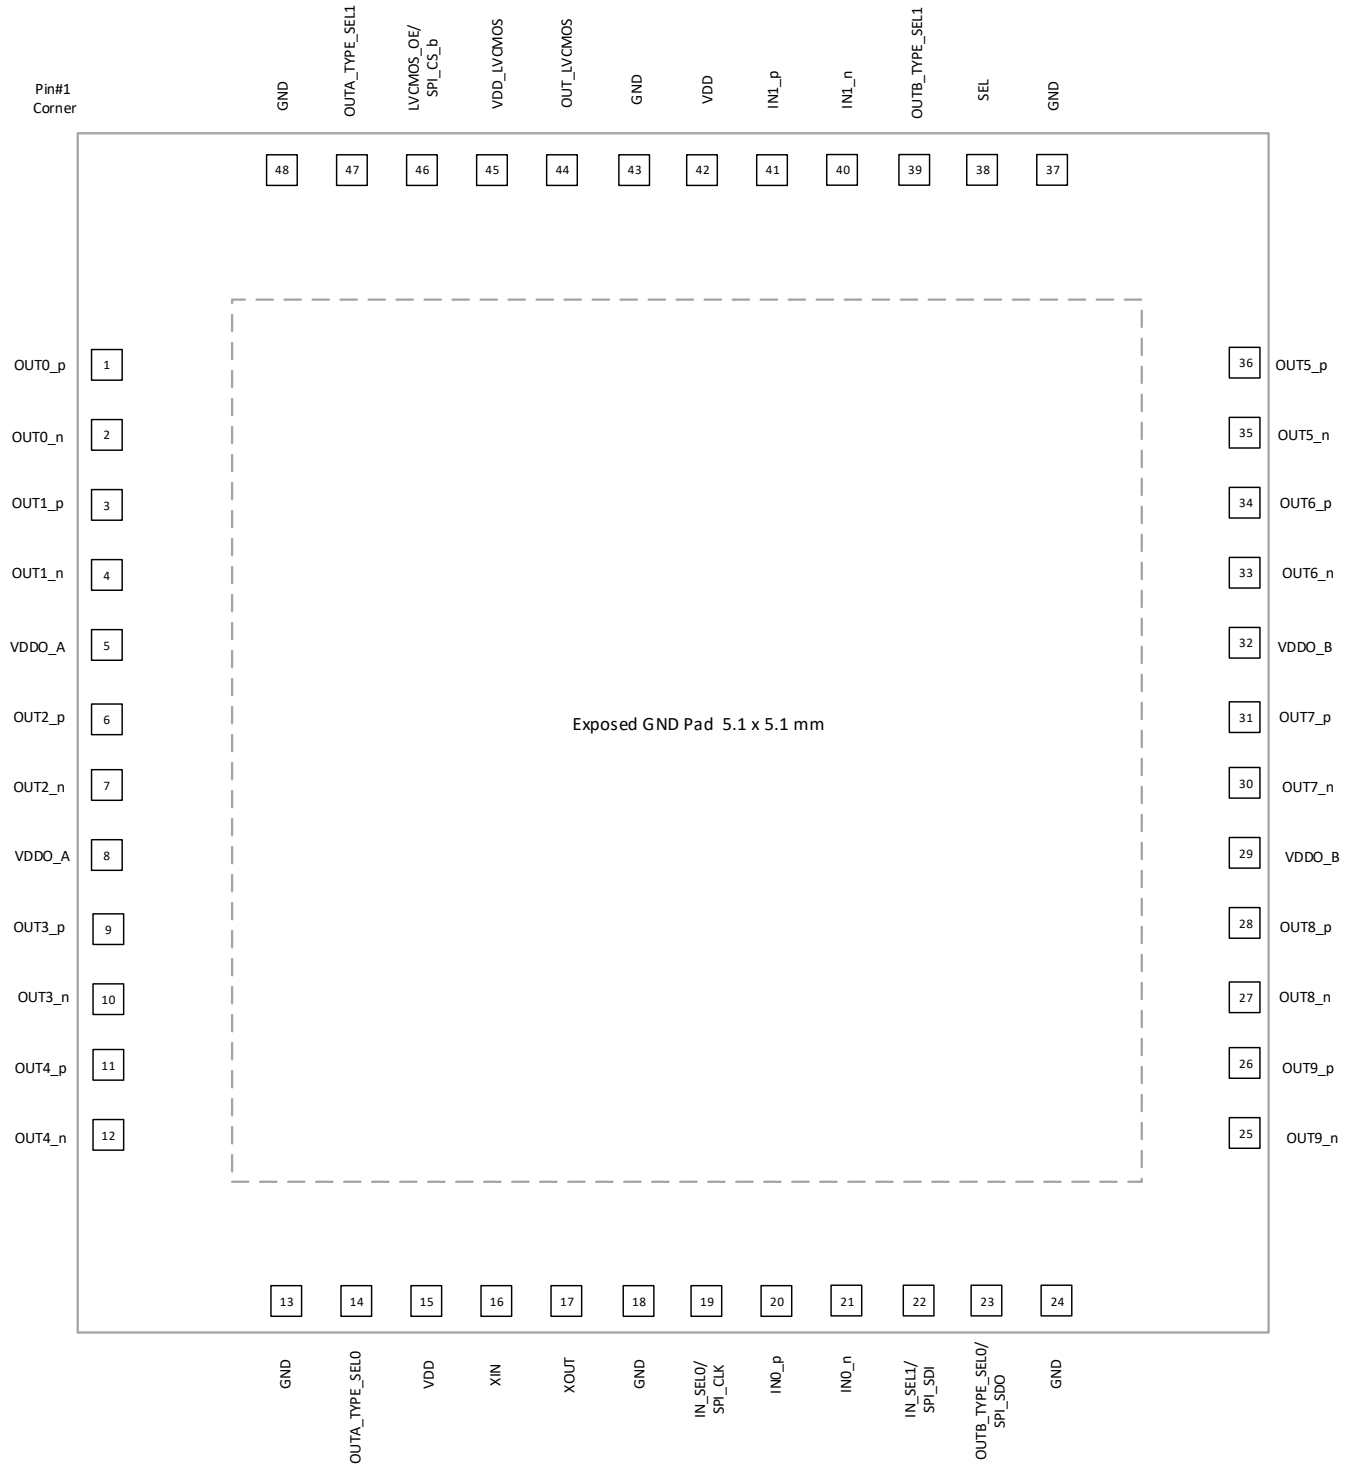 Pin#1
Corner
GND
OUTA_TYPE_SEL1
LVCMOS_OE/
SPI_CS_b
VDD_LVCMOS
OUT_LVCMOS
GND
VDD
IN1_p
IN1_n
OUTB_TYPE_SEL1
SEL
GND
48
47
46
45
44
43
42
41
40
39
38
37
OUT0_p
1
OUT0_n
2
OUT1_p
3
OUT1_n
4
VDDO_A
5
OUT2_p
6
OUT2_n
7
VDDO_A
8
OUT3_p
9
OUT3_n
10
OUT4_p
11
OUT4_n
12
Exposed GND Pad 5.1 x 5.1 mm
36
OUT5_p
35
OUT5_n
34
OUT6_p
33
OUT6_n
32
VDDO_B
31
OUT7_p
30
OUT7_n
29
VDDO_B
28
OUT8_p
27
OUT8_n
26
OUT9_p
25
OUT9_n
13
14
15
16
17
18
19
20
21
22
23
24
GND
OUTA_TYPE_SEL0
VDD
XIN
XOUT
GND
IN_SEL0/
SPI_CLK
IN0_p
IN0_n
IN_SEL1/
SPI_SDI
OUTB_TYPE_SEL0/
SPI_SDO
GND